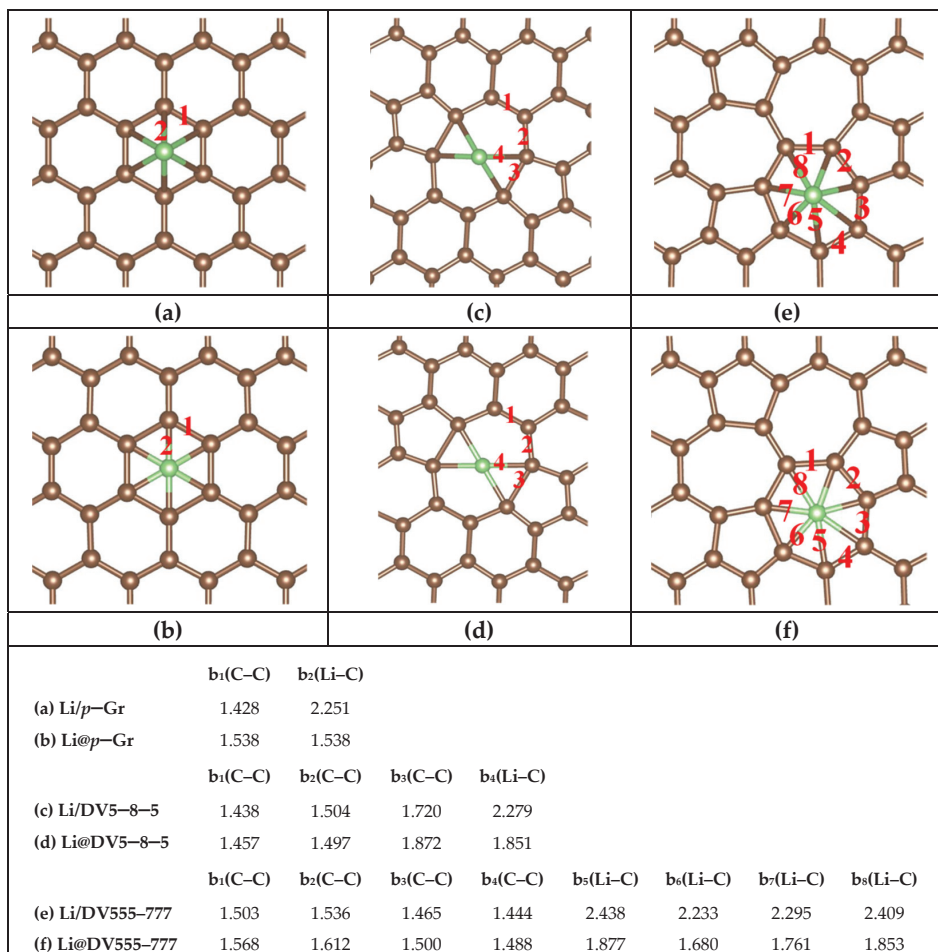 1
2
1
2
4
3
1
8
2
7
3
6
5
4
(a)
(c)
(e)
1
2
1
2
4
3
1
8
2
7
3
6
5
4
(b)
(d)
(f)
b₁(C–C) b₂(Li–C)
(a) Li/p—Gr 1.428 2.251
(b) Li@p—Gr 1.538 1.538
b₁(C–C) b₂(C–C) b₃(C–C) b₄(Li–C)
(c) Li/DV5—8—5 1.438 1.504 1.720 2.279
(d) Li@DV5—8—5 1.457 1.497 1.872 1.851
b₁(C–C) b₂(C–C) b₃(C–C) b₄(C–C) b₅(Li–C) b₆(Li–C) b₇(Li–C) b₈(Li–C)
(e) Li/DV555–777 1.503 1.536 1.465 1.444 2.438 2.233 2.295 2.409
(f) Li@DV555–777 1.568 1.612 1.500 1.488 1.877 1.680 1.761 1.853